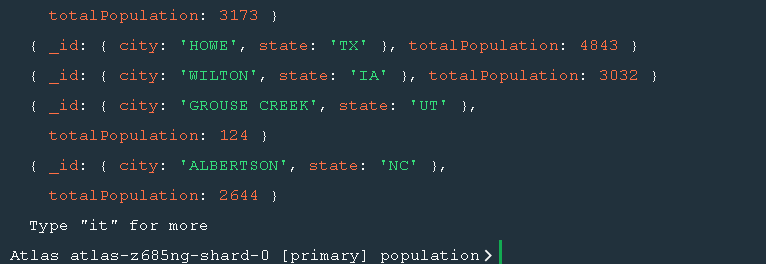 totalPopulation: 3173 }
{ _id: { city: 'HOWE', state: 'TX' }, totalPopulation: 4843 }
{ _id: { city: 'WILTON', state: 'IA' }, totalPopulation: 3032 }
{ _id: { city: 'GROUSE CREEK', state: 'UT' },
totalPopulation: 124 }
{ _id: { city: 'ALBERTSON', state: 'NC' },
totalPopulation: 2644 }
Type "it" for more
Atlas atlas-z685ng-shard-0 [primary] population>